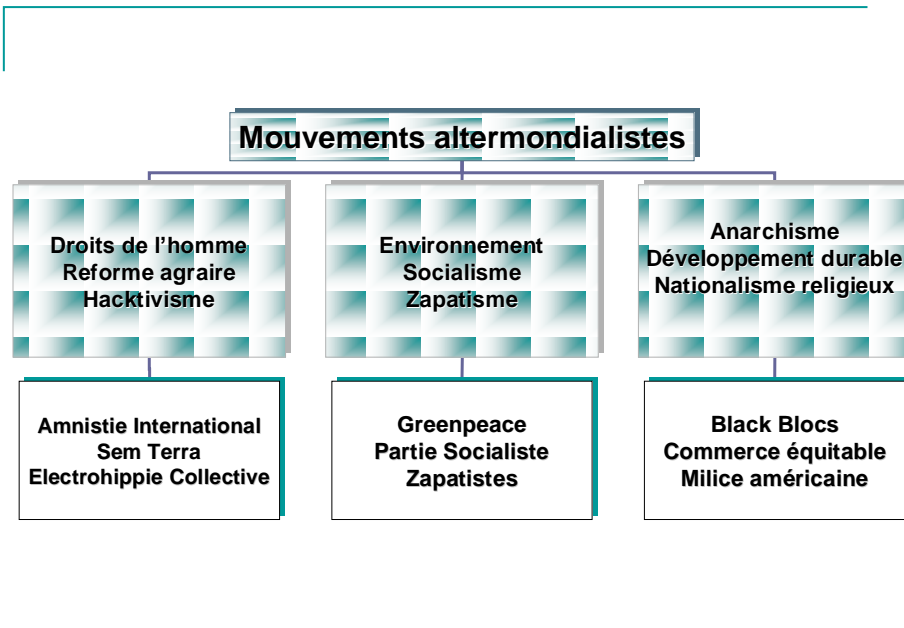 Mouvements altermondialistes
Droits de l’homme
Reforme agraire
Hacktivisme
Environnement
Socialisme
Zapatisme
Anarchisme
Développement durable
Nationalisme religieux
Amnistie International
Sem Terra
Electrohippie Collective
Greenpeace
Partie Socialiste
Zapatistes
Black Blocs
Commerce équitable
Milice américaine